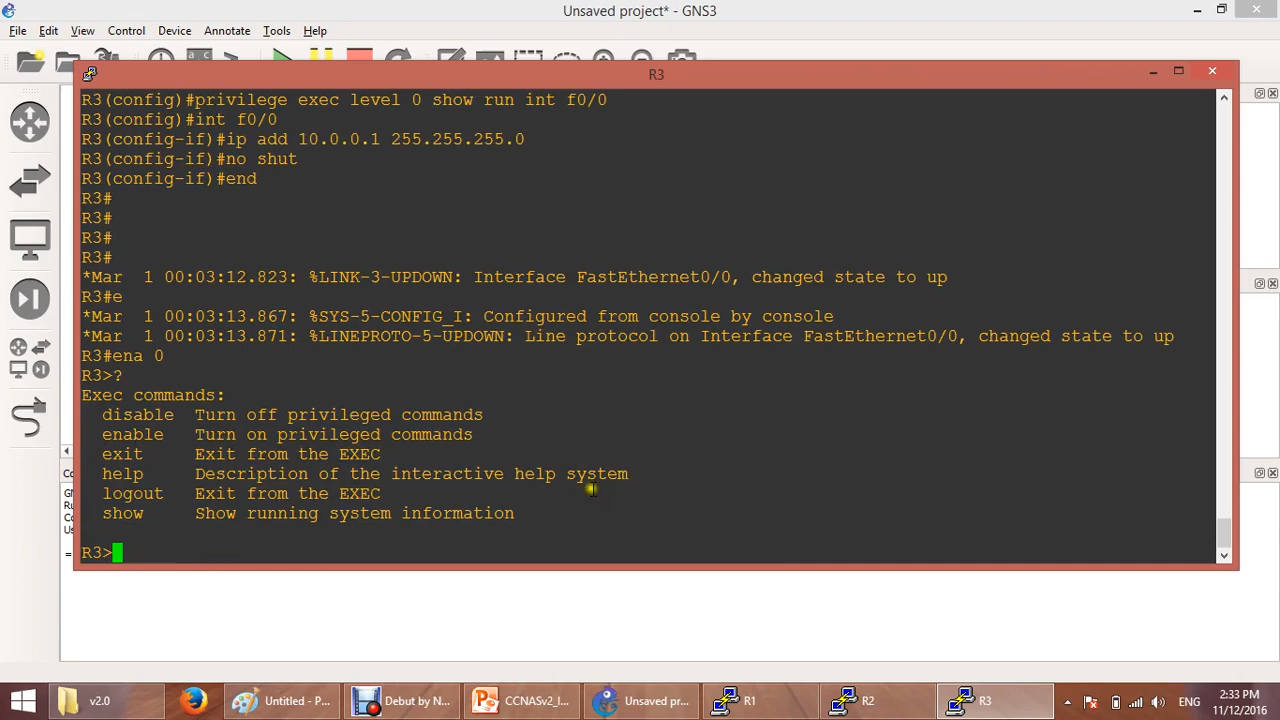 Unsaved project* - GNS3
File Edit View Control Device Annotate Tools Help
R3
R3(config)#privilege exec level 0 show run int f0/0
R3(config)#int f0/0
R3(config-if)#ip add 10.0.0.1 255.255.255.0
R3(config-if)#no shut
R3(config-if)#end
R3#
R3#
R3#
R3#
*Mar  1 00:03:12.823: %LINK-3-UPDOWN: Interface FastEthernet0/0, changed state to up
R3#e
*Mar  1 00:03:13.867: %SYS-5-CONFIG_I: Configured from console by console
*Mar  1 00:03:13.871: %LINEPROTO-5-UPDOWN: Line protocol on Interface FastEthernet0/0, changed state to up
R3#ena 0
R3>?
Exec commands:
disable Turn off privileged commands
enable Turn on privileged commands
exit Exit from the EXEC
help Description of the interactive help system
logout Exit from the EXEC
show Show running system information
R3>
v2.0 Untitled - P... Debut by N... CCNASv2_I... Unsaved proj... R1 R2 R3 ENG 2:33 PM
11/12/2016